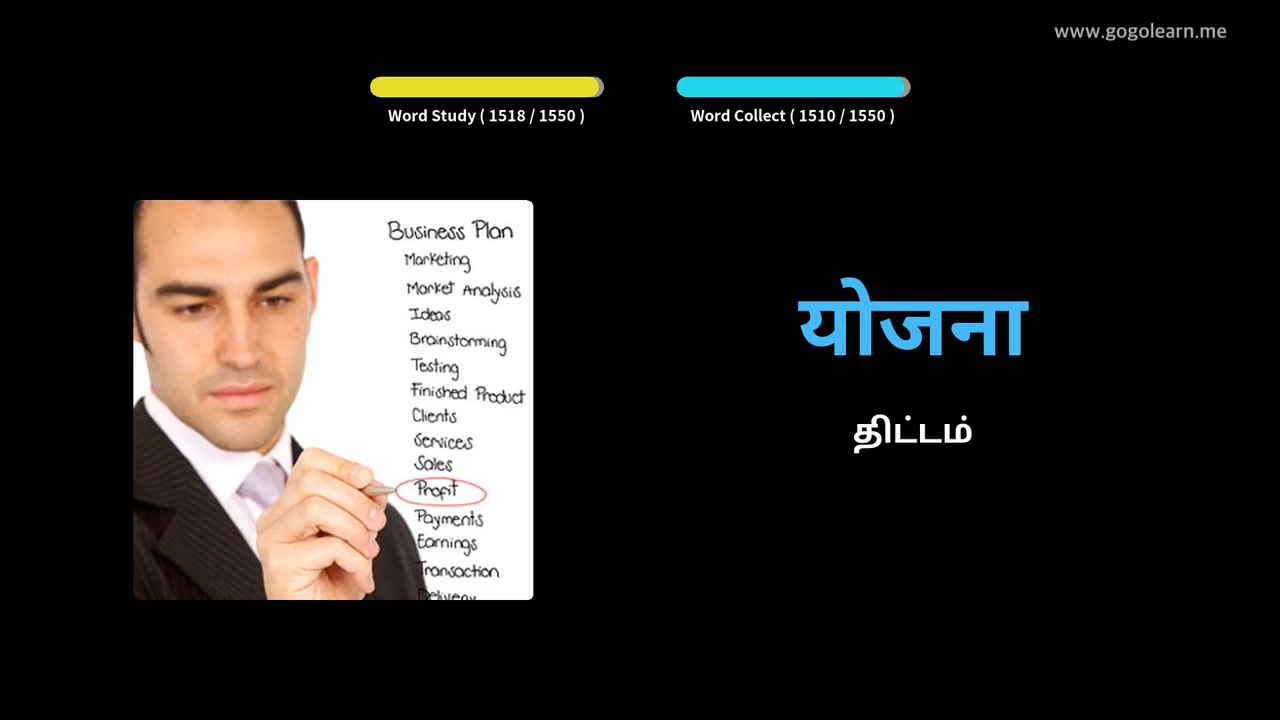 www.gogolearn.me
Word Study ( 1518 / 1550 )
Word Collect ( 1510 / 1550 )
Business Plan
Marketing
Market Analysis
Ideas
Brainstorming
Testing
Finished Product
Clients
Services
Sales
Profit
Payments
Earnings
Transaction
Delivery
योजना
திட்டம்